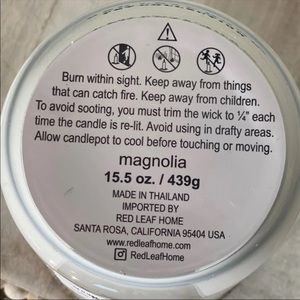 Burn within sight. Keep away from things
that can catch fire. Keep away from children.
To avoid sooting, you must trim the wick to ¼" each
time the candle is re-lit. Avoid using in drafty areas.
Allow candlepot to cool before touching or moving.
magnolia
15.5 oz. / 439g
MADE IN THAILAND
IMPORTED BY
RED LEAF HOME
SANTA ROSA, CALIFORNIA 95404 USA
www.redleafhome.com
RedLeafHome